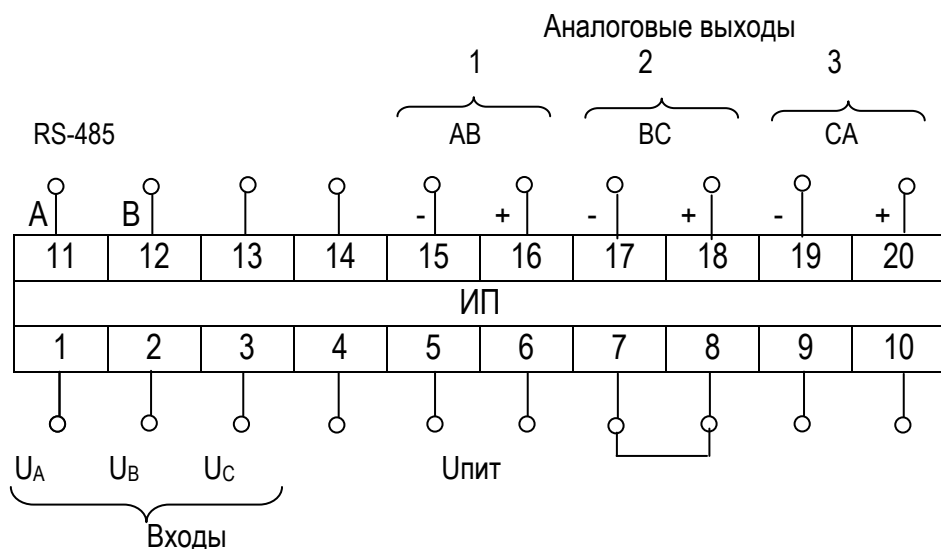 Аналоговые выходы
1 2 3
RS-485 AB BC CA
A B - + - + - +
11 12 13 14 15 16 17 18 19 20
ИП
1 2 3 4 5 6 7 8 9 10
UA UB UC Uпит
Входы